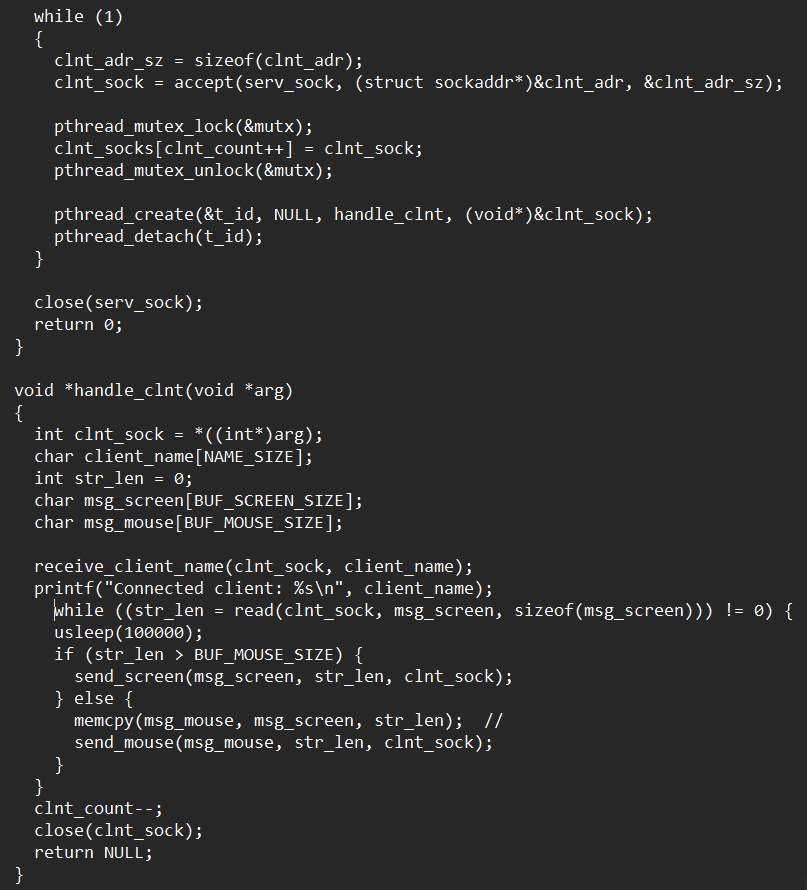 while (1)
{
clnt_adr_sz = sizeof(clnt_adr);
clnt_sock = accept(serv_sock, (struct sockaddr*)&clnt_adr, &clnt_adr_sz);
pthread_mutex_lock(&mutx);
clnt_socks[clnt_count++] = clnt_sock;
pthread_mutex_unlock(&mutx);
pthread_create(&t_id, NULL, handle_clnt, (void*)&clnt_sock);
pthread_detach(t_id);
}
close(serv_sock);
return 0;
}
void *handle_clnt(void *arg)
{
int clnt_sock = *((int*)arg);
char client_name[NAME_SIZE];
int str_len = 0;
char msg_screen[BUF_SCREEN_SIZE];
char msg_mouse[BUF_MOUSE_SIZE];
receive_client_name(clnt_sock, client_name);
printf("Connected client: %s\n", client_name);
while ((str_len = read(clnt_sock, msg_screen, sizeof(msg_screen))) != 0) {
usleep(100000);
if (str_len > BUF_MOUSE_SIZE) {
send_screen(msg_screen, str_len, clnt_sock);
} else {
memcpy(msg_mouse, msg_screen, str_len);  //
send_mouse(msg_mouse, str_len, clnt_sock);
}
}
clnt_count--;
close(clnt_sock);
return NULL;
}